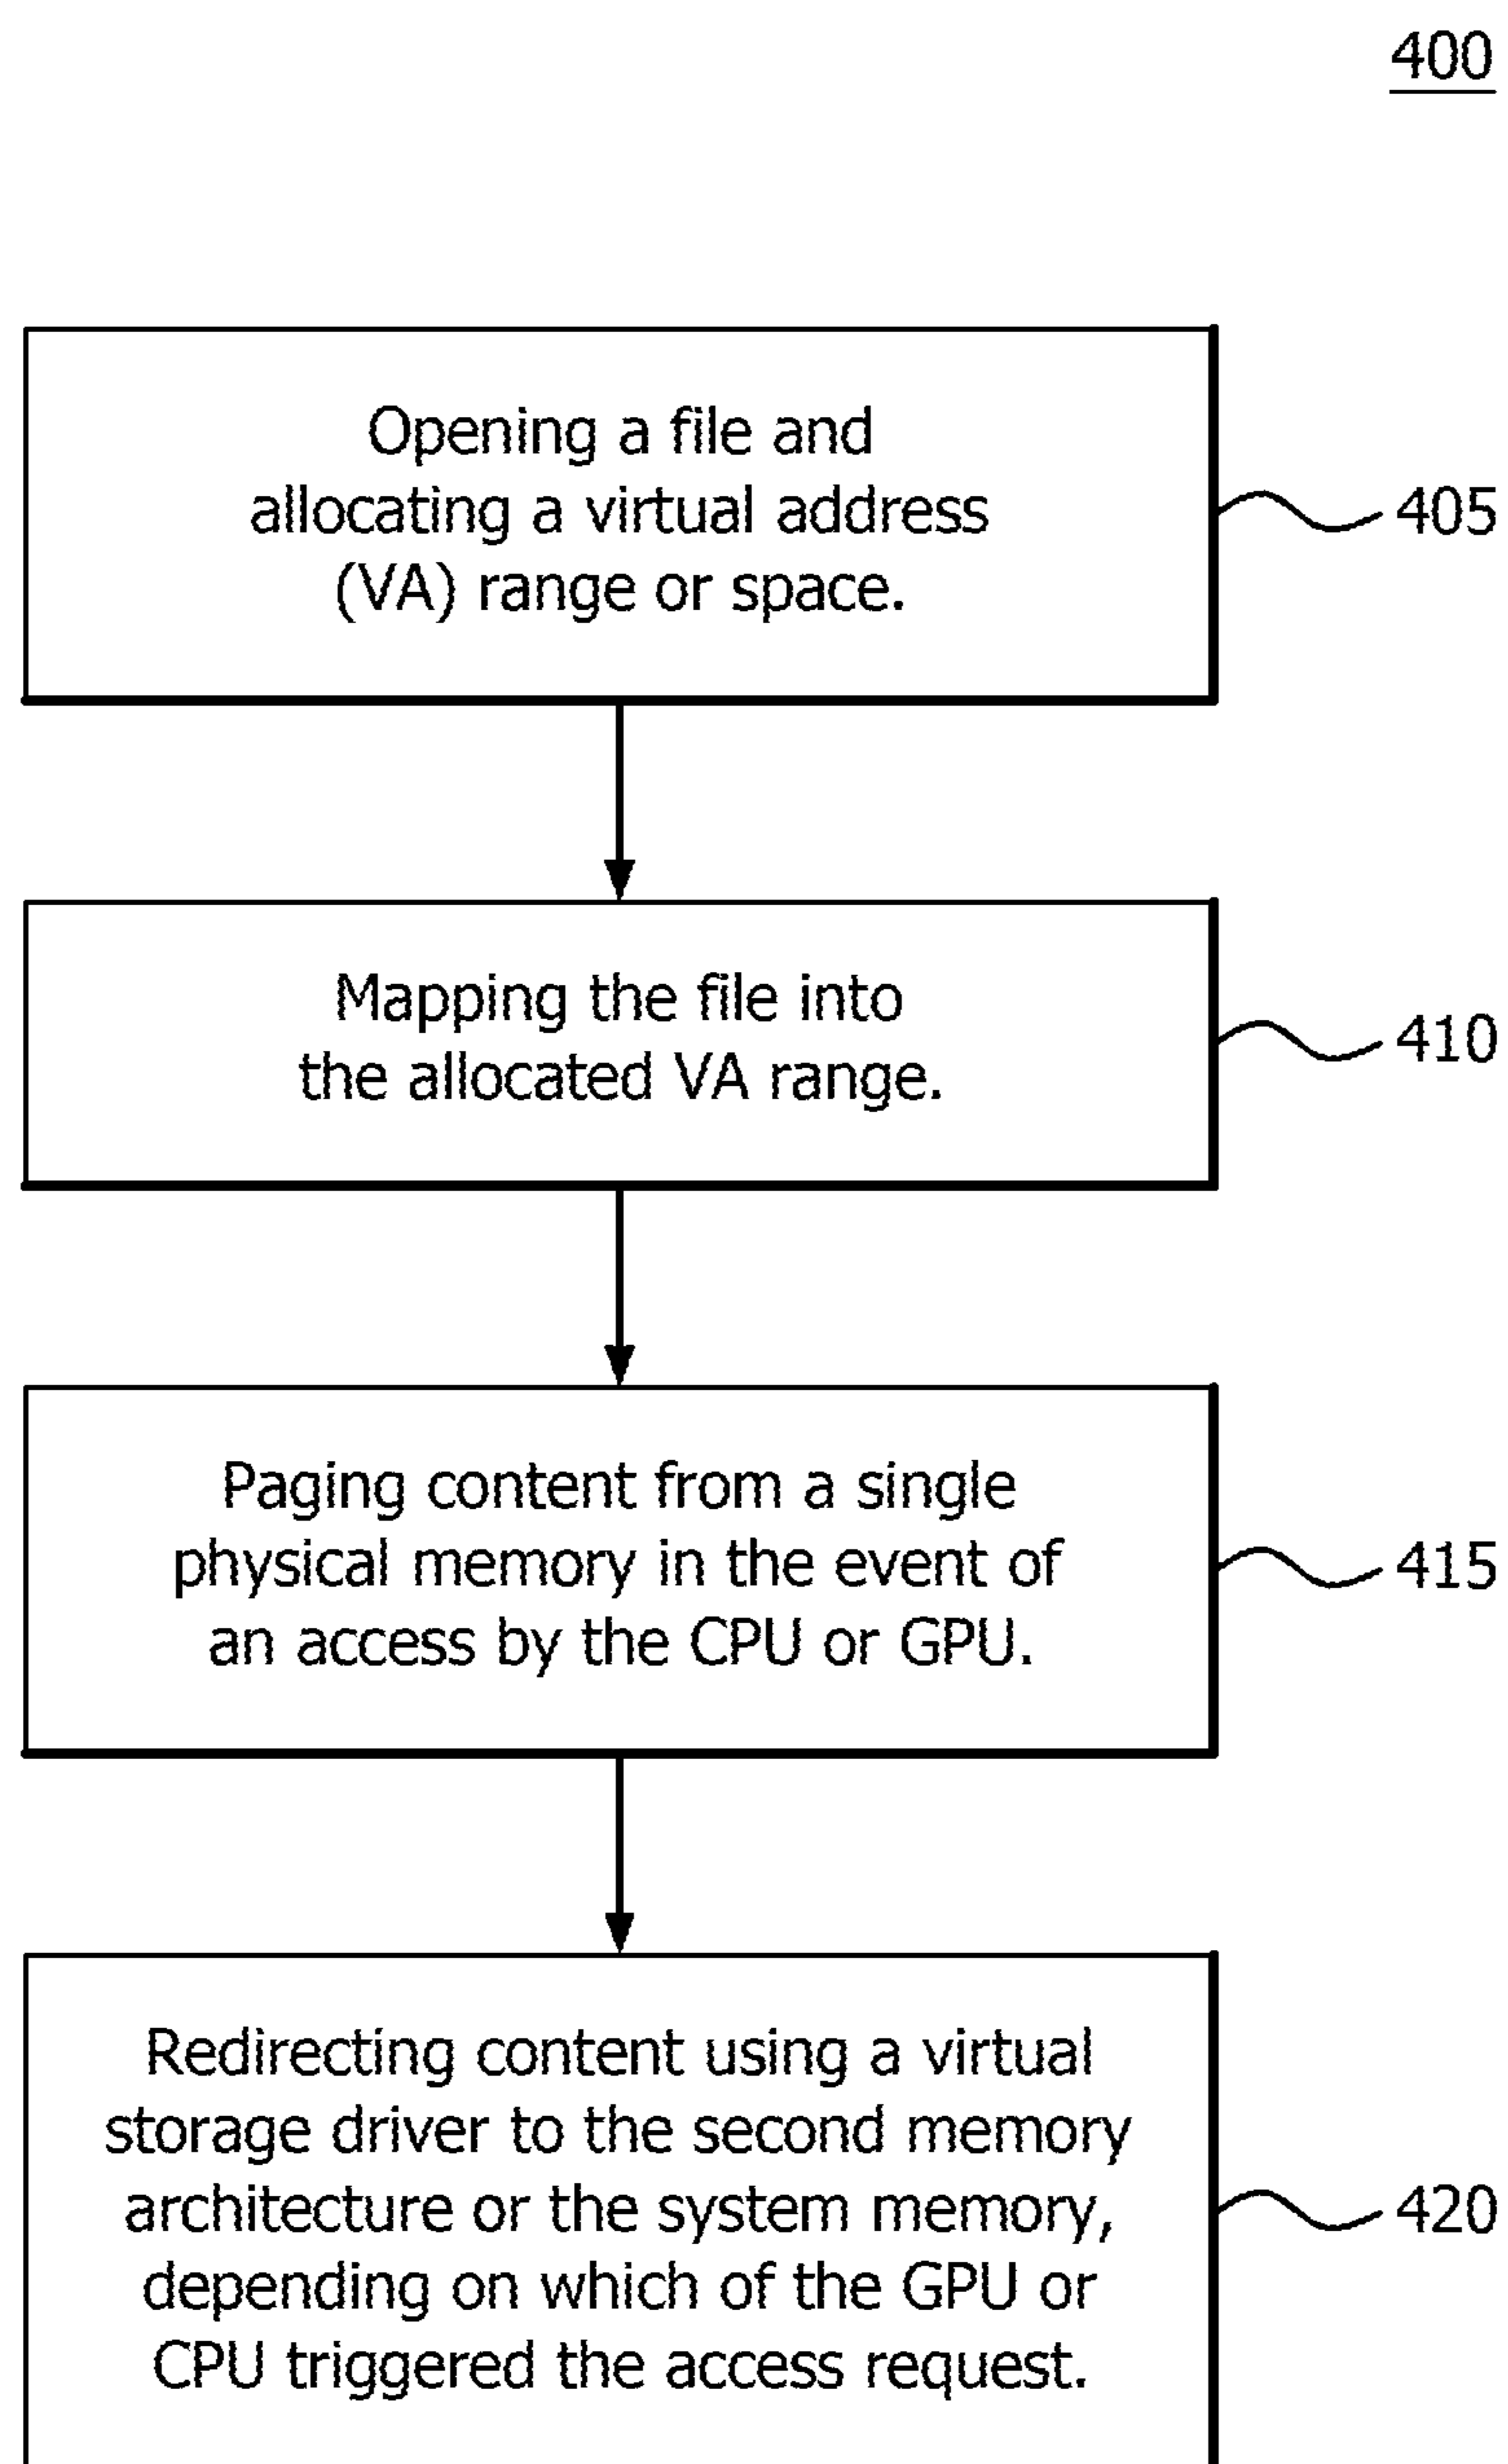 400
Opening a file and
allocating a virtual address
(VA) range or space.
405
Mapping the file into
the allocated VA range.
410
Paging content from a single
physical memory in the event of
an access by the CPU or GPU.
415
Redirecting content using a virtual
storage driver to the second memory
architecture or the system memory,
depending on which of the GPU or
CPU triggered the access request.
420